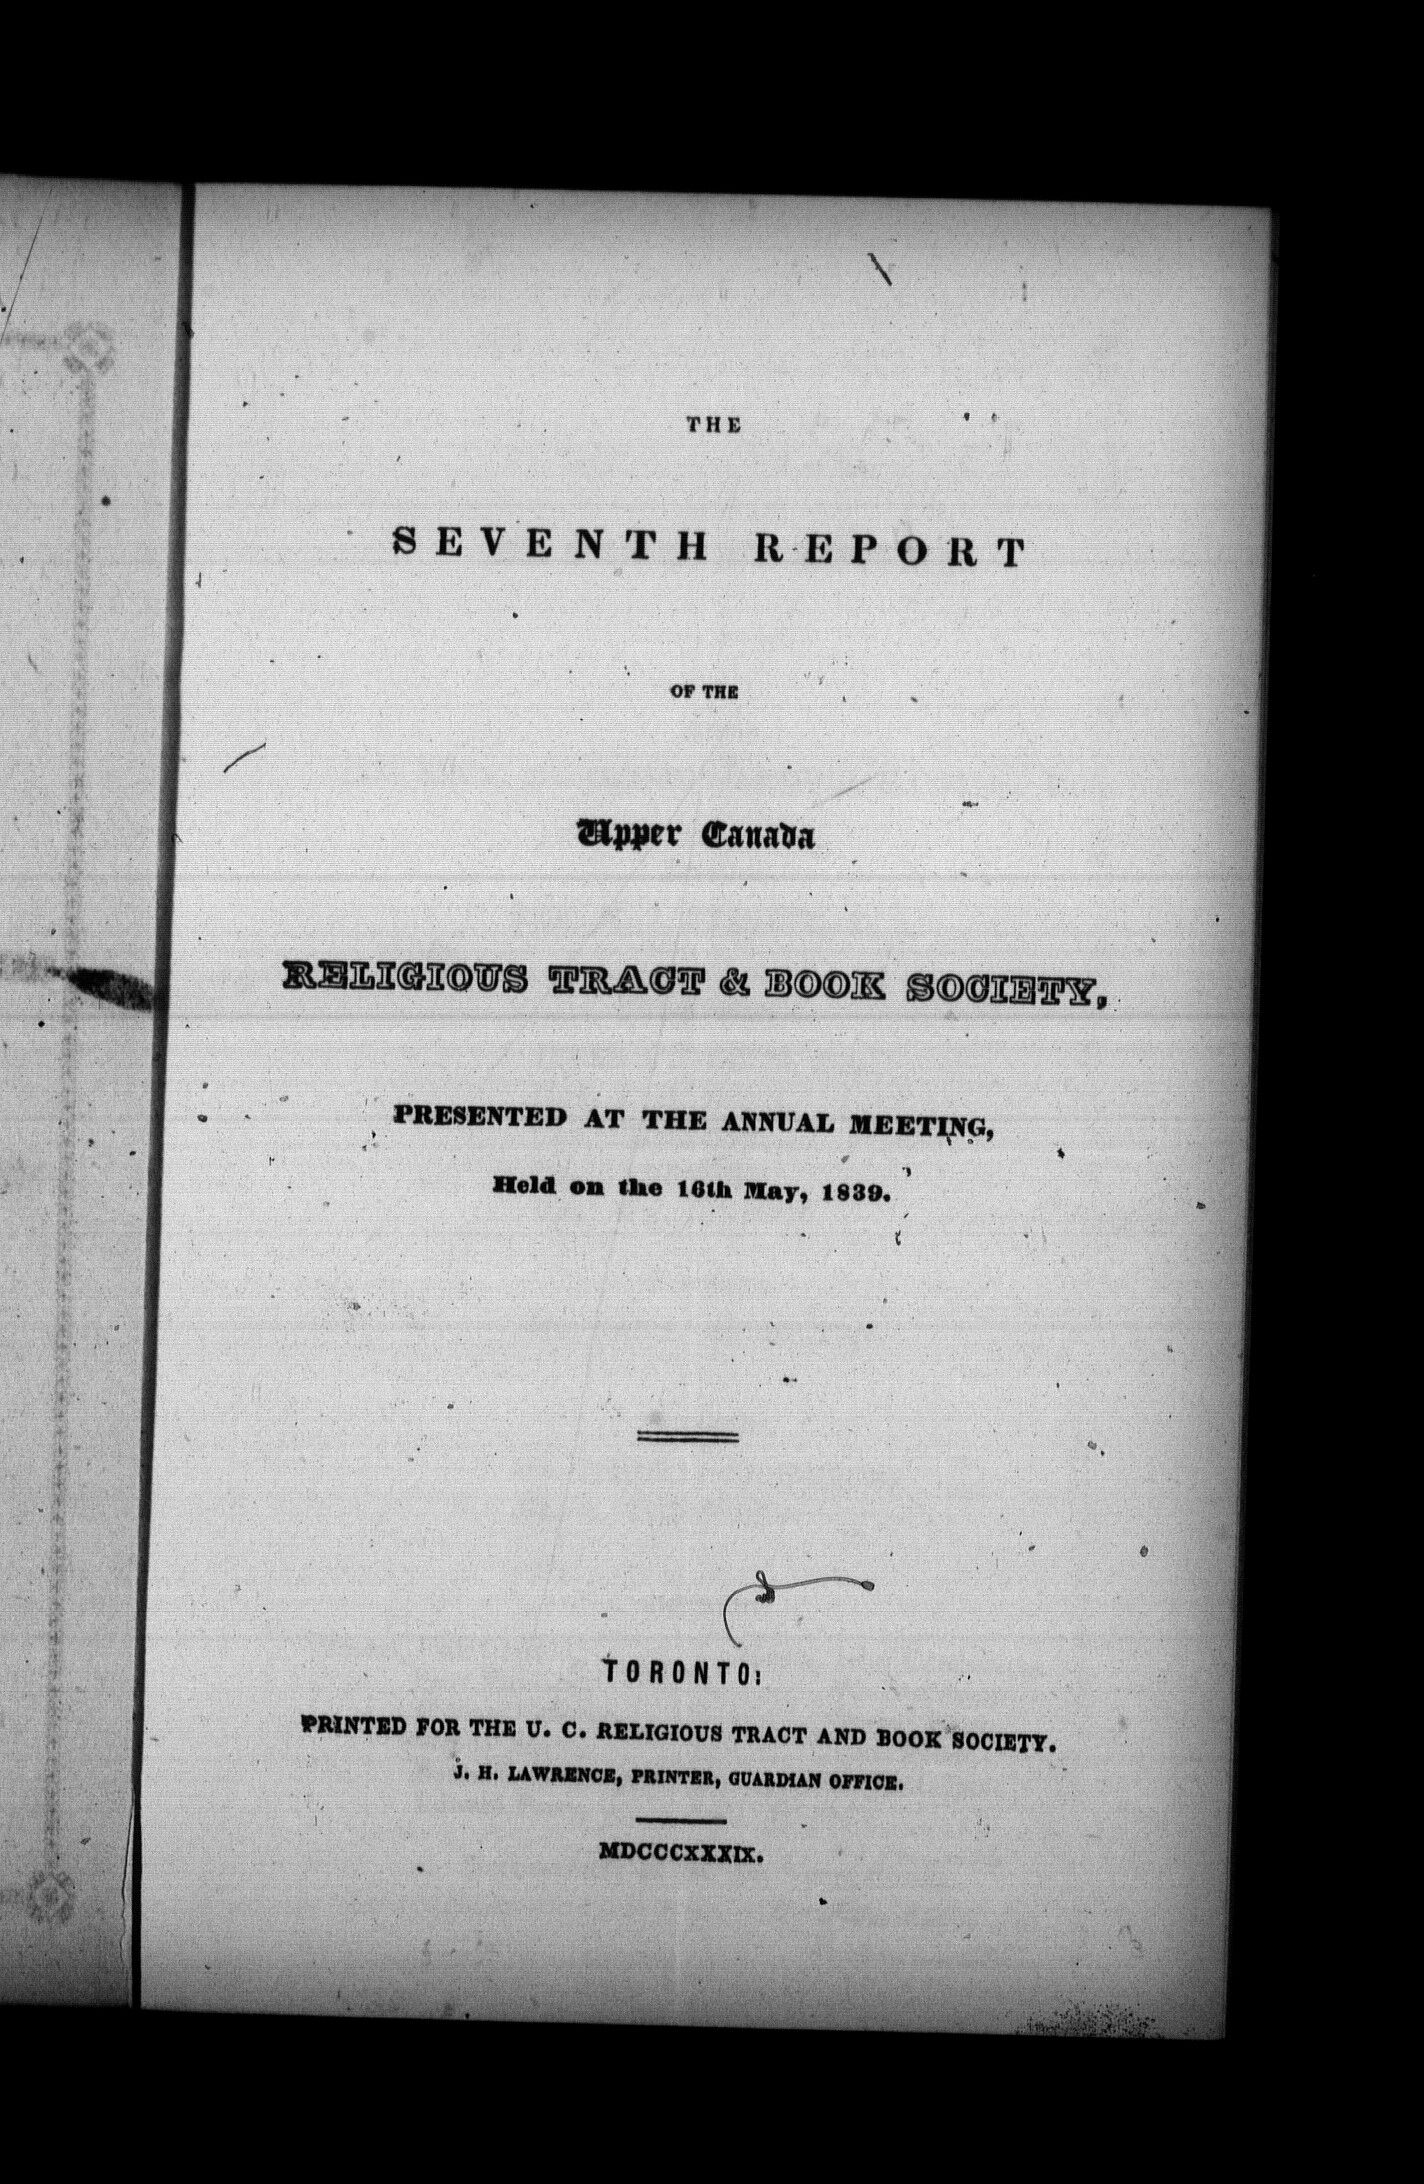 THE
SEVENTH REPORT
OF THE
Upper Canada
RELIGIOUS TRACT & BOOK SOCIETY,
PRESENTED AT THE ANNUAL MEETING,
Held on the 16th May, 1839.
TORONTO:
PRINTED FOR THE U. C. RELIGIOUS TRACT AND BOOK SOCIETY.
J. H. LAWRENCE, PRINTER, GUARDIAN OFFICE.
MDCCCXXXIX.